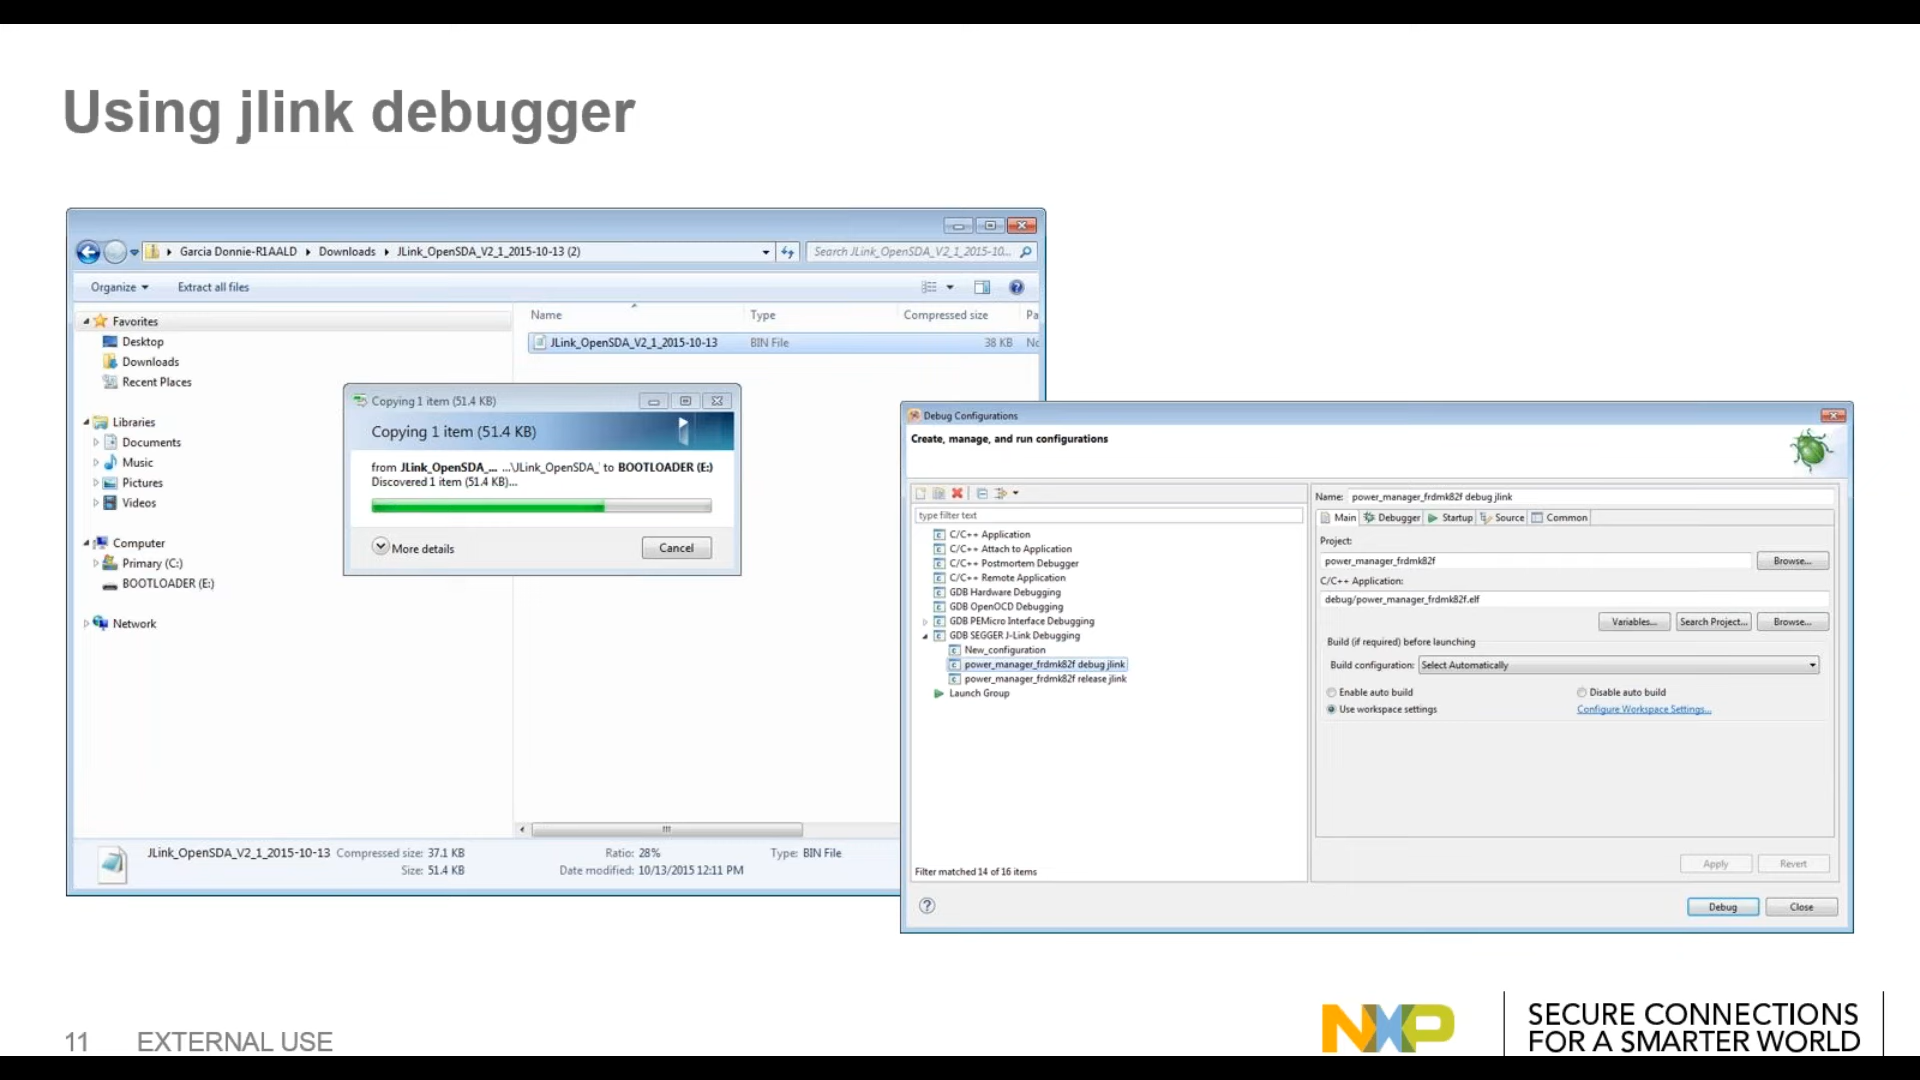 Using jlink debugger
Garcia Donnie-R1AALD
Downloads
JLink_OpenSDA_V2_1_2015-10-13 (2)
Search JLink_OpenSDA_V2_1_2015-10...
Organize
Extract all files
Favorites
Desktop
Downloads
Recent Places
Libraries
Documents
Music
Pictures
Videos
Computer
Primary (C:)
BOOTLOADER (E:)
Network
Name
Type
Compressed size
Pa
JLink_OpenSDA_V2_1_2015-10-13
BIN File
38 KB
No
Copying 1 item (51.4 KB)
Copying 1 item (51.4 KB)
from JLink_OpenSDA_... ...\JLink_OpenSDA_' to BOOTLOADER (E:)
Discovered 1 item (51.4 KB)...
More details
Cancel
JLink_OpenSDA_V2_1_2015-10-13 Compressed size: 37.1 KB
Size: 51.4 KB
Ratio: 28%
Date modified: 10/13/2015 12:11 PM
Type: BIN File
Debug Configurations
Create, manage, and run configurations
type filter text
C/C++ Application
C/C++ Attach to Application
C/C++ Postmortem Debugger
C/C++ Remote Application
GDB Hardware Debugging
GDB OpenOCD Debugging
GDB PEMicro Interface Debugging
GDB SEGGER J-Link Debugging
New_configuration
power_manager_frdmk82f debug jlink
power_manager_frdmk82f release jlink
Launch Group
Filter matched 14 of 16 items
Name: power_manager_frdmk82f debug jlink
Main
Debugger
Startup
Source
Common
Project:
power_manager_frdmk82f
Browse...
C/C++ Application:
debug/power_manager_frdmk82f.elf
Variables...
Search Project...
Browse...
Build (if required) before launching
Build configuration: Select Automatically
Enable auto build
Disable auto build
Use workspace settings
Configure Workspace Settings...
Apply
Revert
Debug
Close
11
EXTERNAL USE
NXP
SECURE CONNECTIONS
FOR A SMARTER WORLD